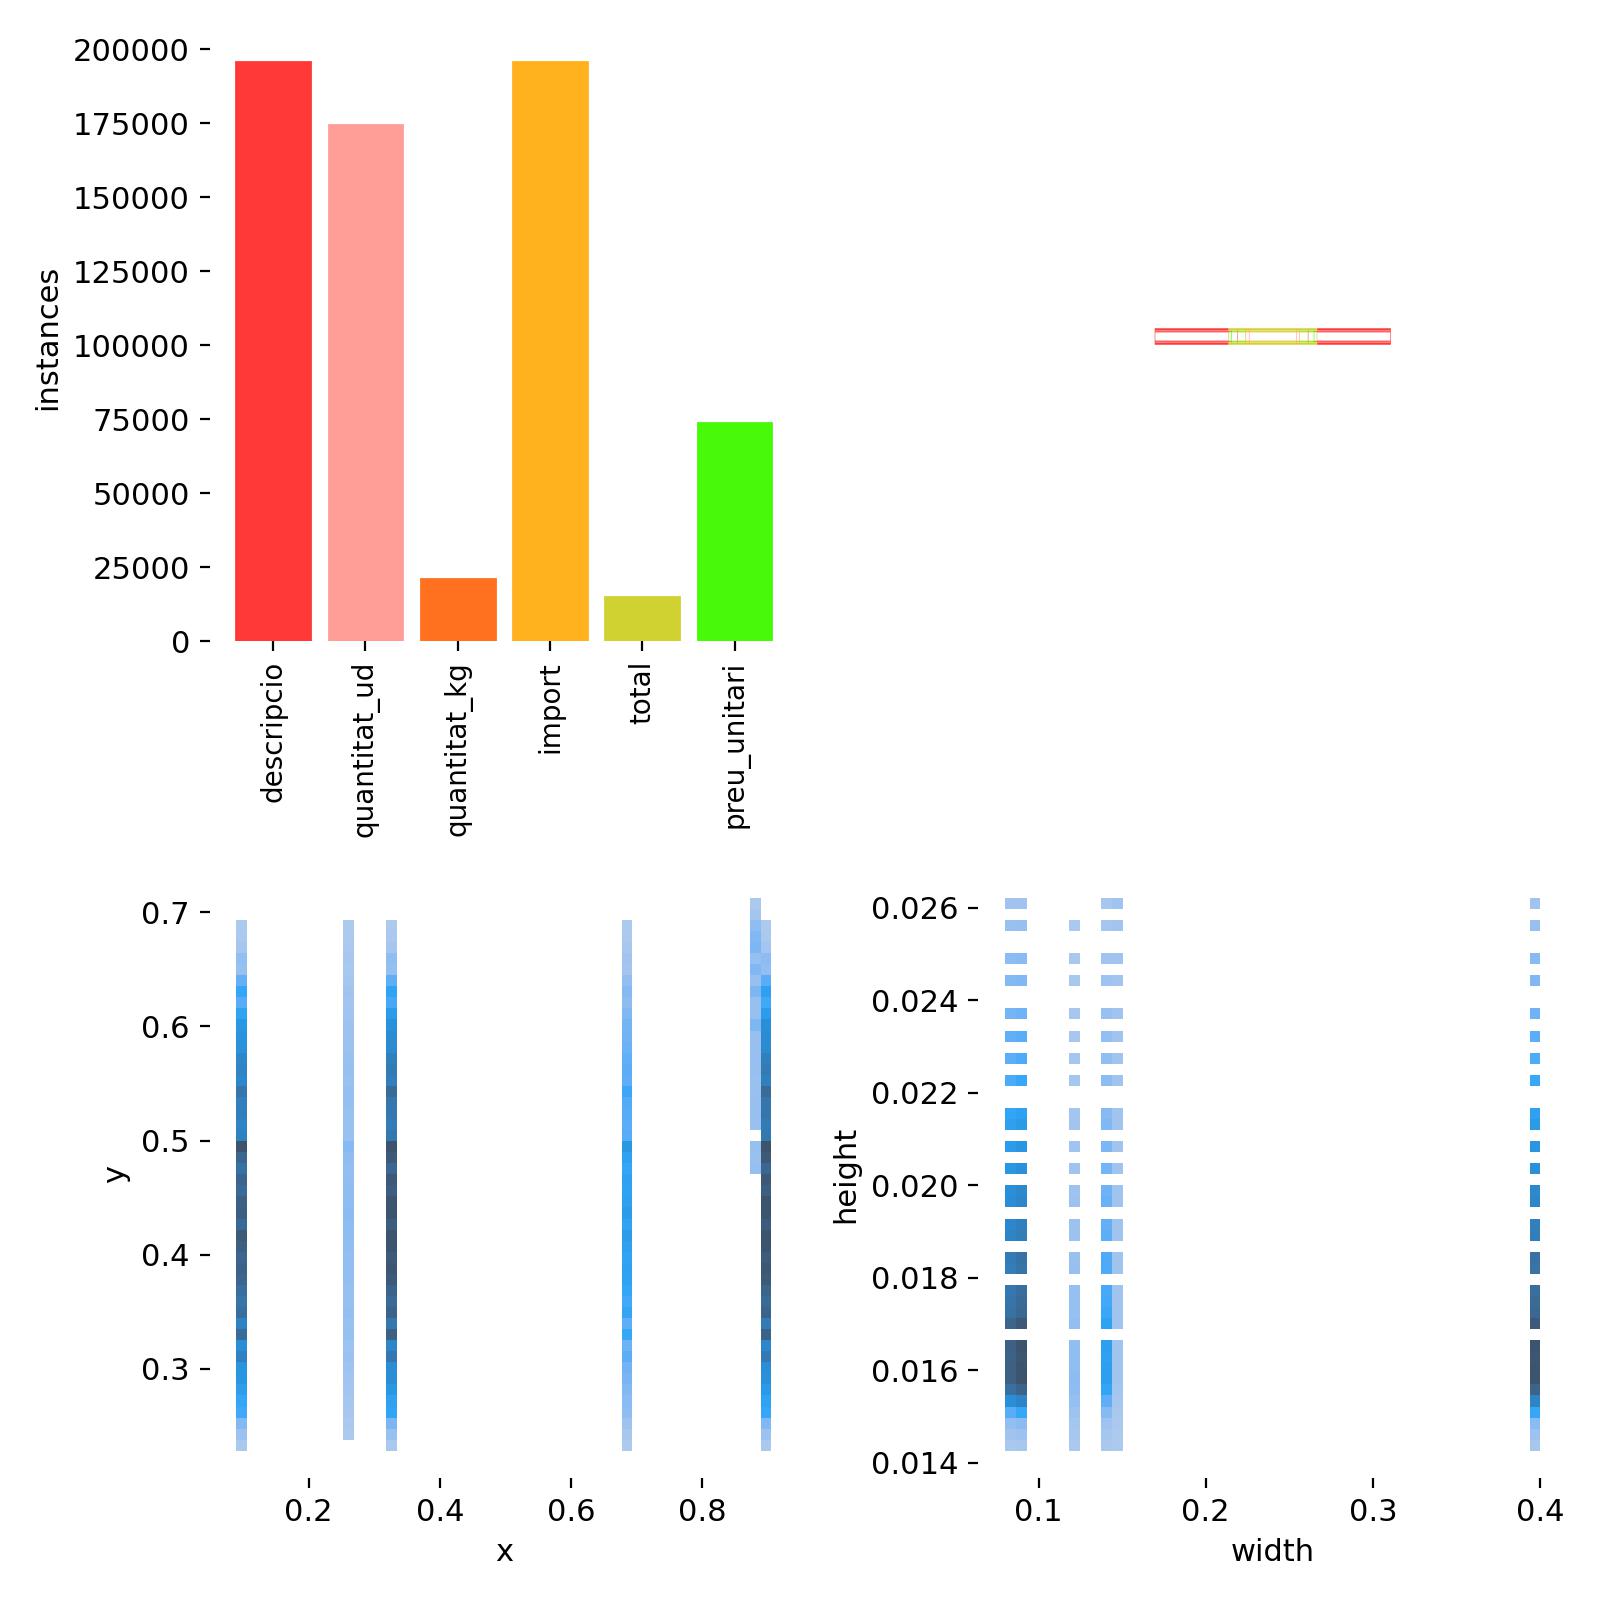 200000
175000
150000
125000
100000
75000
50000
25000
0
instances
descripcio
quantitat_ud
quantitat_kg
import
total
preu_unitari
0.7
0.6
0.5
0.4
0.3
y
0.2 0.4 0.6 0.8
x
0.026
0.024
0.022
0.020
0.018
0.016
0.014
height
0.1 0.2 0.3 0.4
width